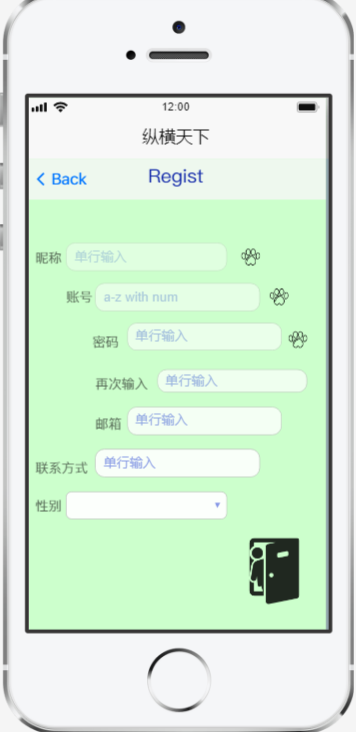 12:00
纵横天下
Back Regist
昵称 单行输入
账号 a-z with num
密码 单行输入
再次输入 单行输入
邮箱 单行输入
联系方式 单行输入
性别